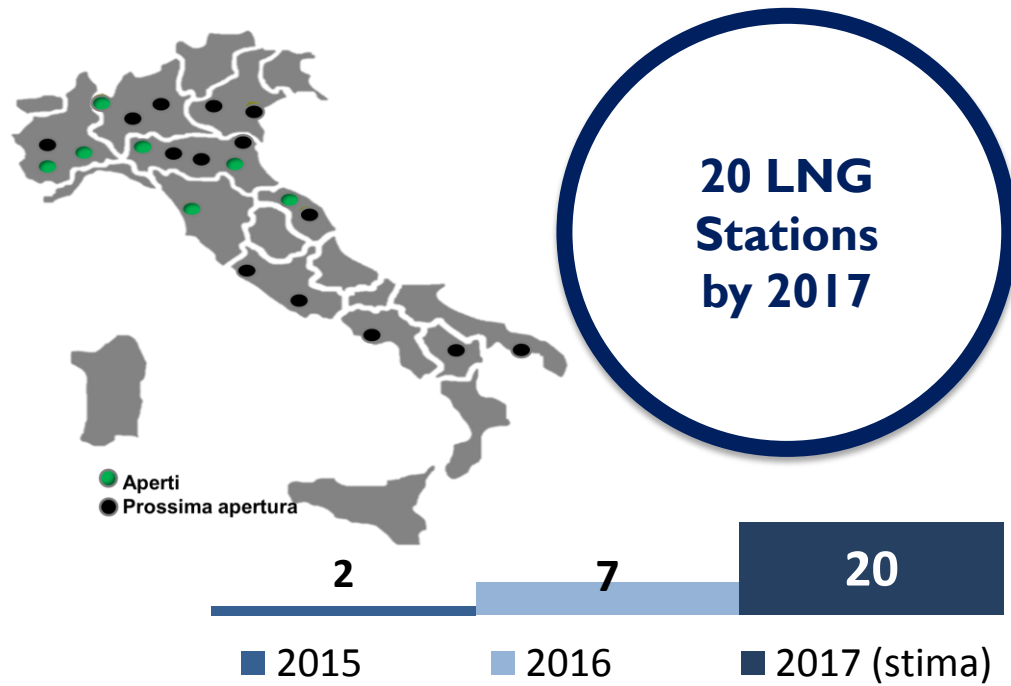 20 LNG
Stations
by 2017
Aperti
Prossima apertura
2
7
20
2015
2016
2017 (stima)